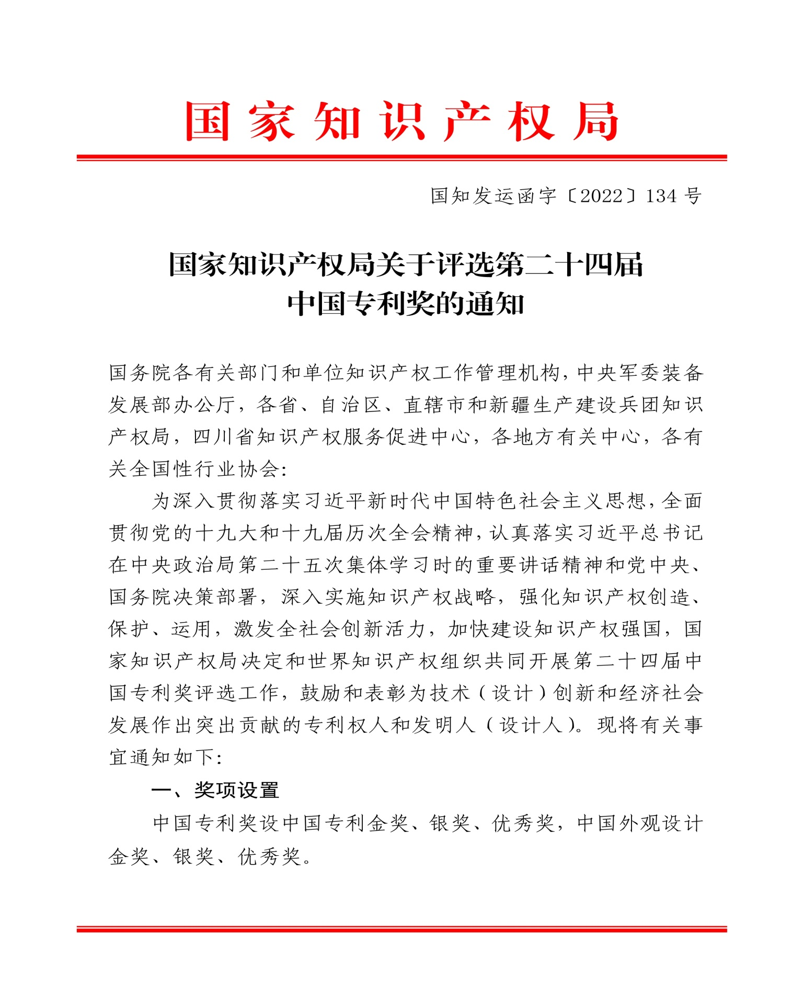 国家知识产权局
国知发运函字〔2022〕134 号
国家知识产权局关于评选第二十四届
中国专利奖的通知
国务院各有关部门和单位知识产权工作管理机构，中央军委装备
发展部办公厅，各省、自治区、直辖市和新疆生产建设兵团知识
产权局，四川省知识产权服务促进中心，各地方有关中心，各有
关全国性行业协会：
为深入贯彻落实习近平新时代中国特色社会主义思想，全面
贯彻党的十九大和十九届历次全会精神，认真落实习近平总书记
在中央政治局第二十五次集体学习时的重要讲话精神和党中央、
国务院决策部署，深入实施知识产权战略，强化知识产权创造、
保护、运用，激发全社会创新活力，加快建设知识产权强国，国
家知识产权局决定和世界知识产权组织共同开展第二十四届中
国专利奖评选工作，鼓励和表彰为技术（设计）创新和经济社会
发展作出突出贡献的专利权人和发明人（设计人）。现将有关事
宜通知如下：
一、奖项设置
中国专利奖设中国专利金奖、银奖、优秀奖，中国外观设计
金奖、银奖、优秀奖。